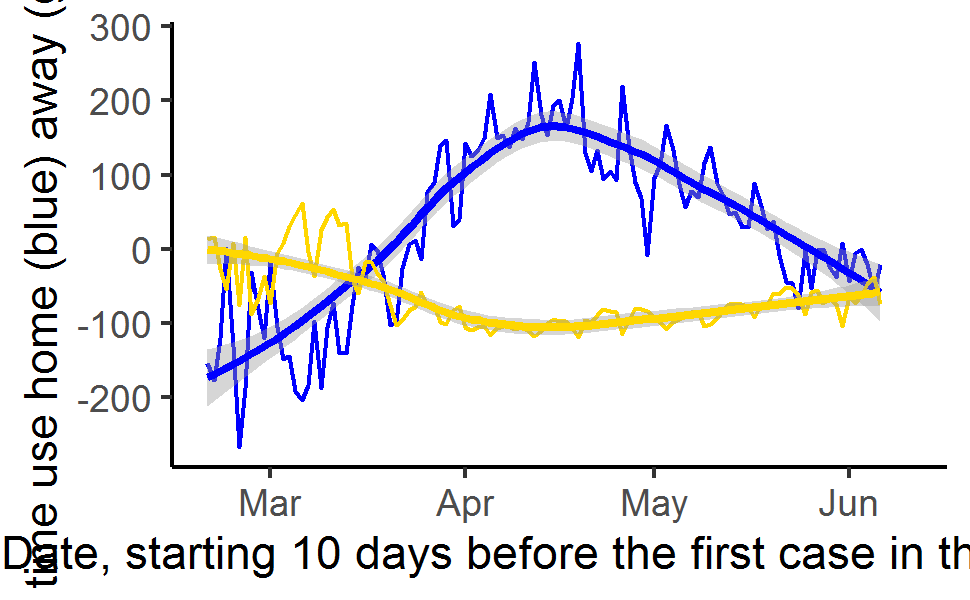 300
200
100
0
-100
-200
time use home (blue) away (
Mar Apr May Jun
Date, starting 10 days before the first case in th